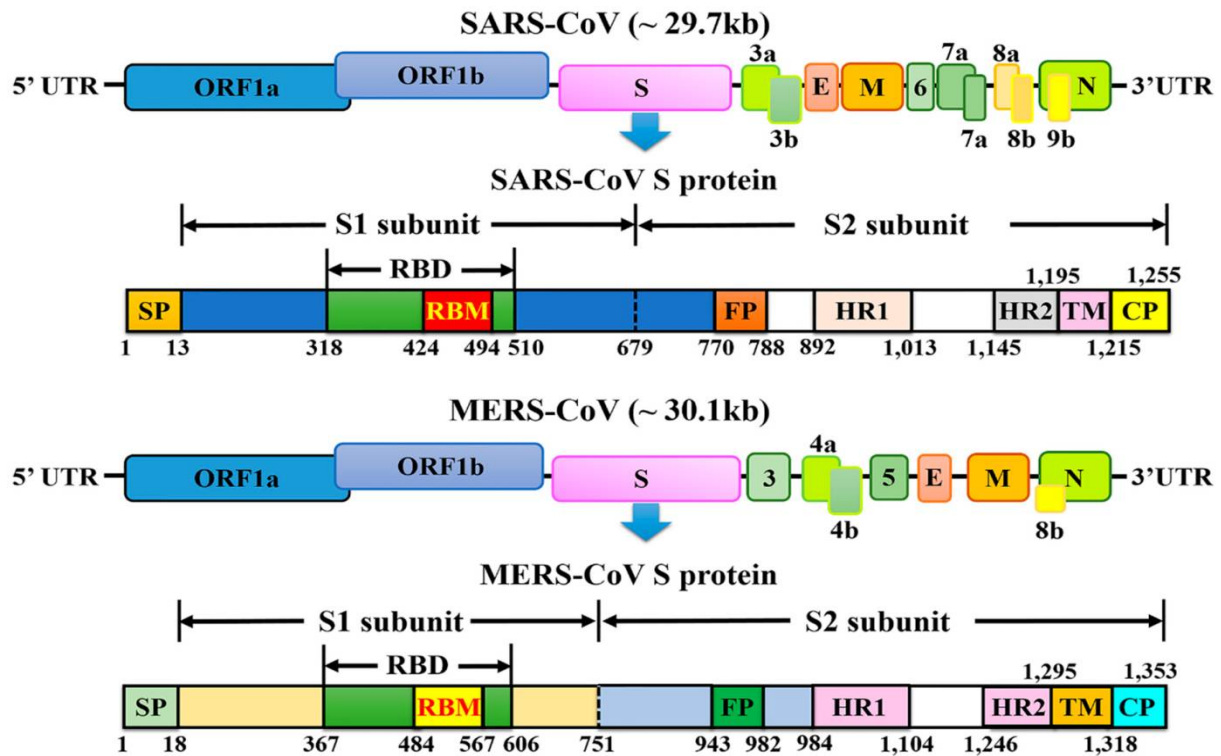 SARS-CoV (~ 29.7kb)
3a 7a 8a
5' UTR ORF1a ORF1b S E M 6 N 3'UTR
3b 7a 8b 9b
SARS-CoV S protein
S1 subunit S2 subunit
RBD 1,195 1,255
SP RBM FP HR1 HR2 TM CP
1 13 318 424 494 510 679 770 788 892 1,013 1,145 1,215
MERS-CoV (~ 30.1kb)
4a
5' UTR ORF1a ORF1b S 3 5 E M N 3'UTR
4b 8b
MERS-CoV S protein
S1 subunit S2 subunit
RBD 1,295 1,353
SP RBM FP HR1 HR2 TM CP
1 18 367 484 567 606 751 943 982 984 1,104 1,246 1,318